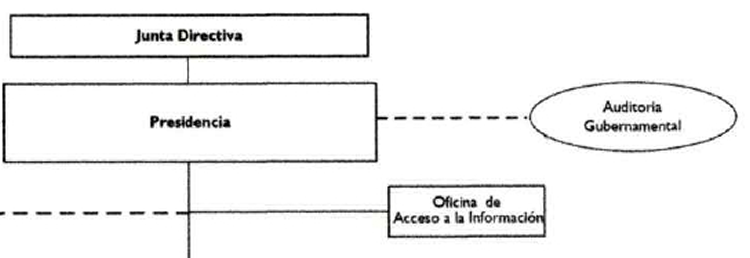 Junta Directiva
Presidencia
Auditoria
Gubernamental
Oficina de
Acceso a la Información